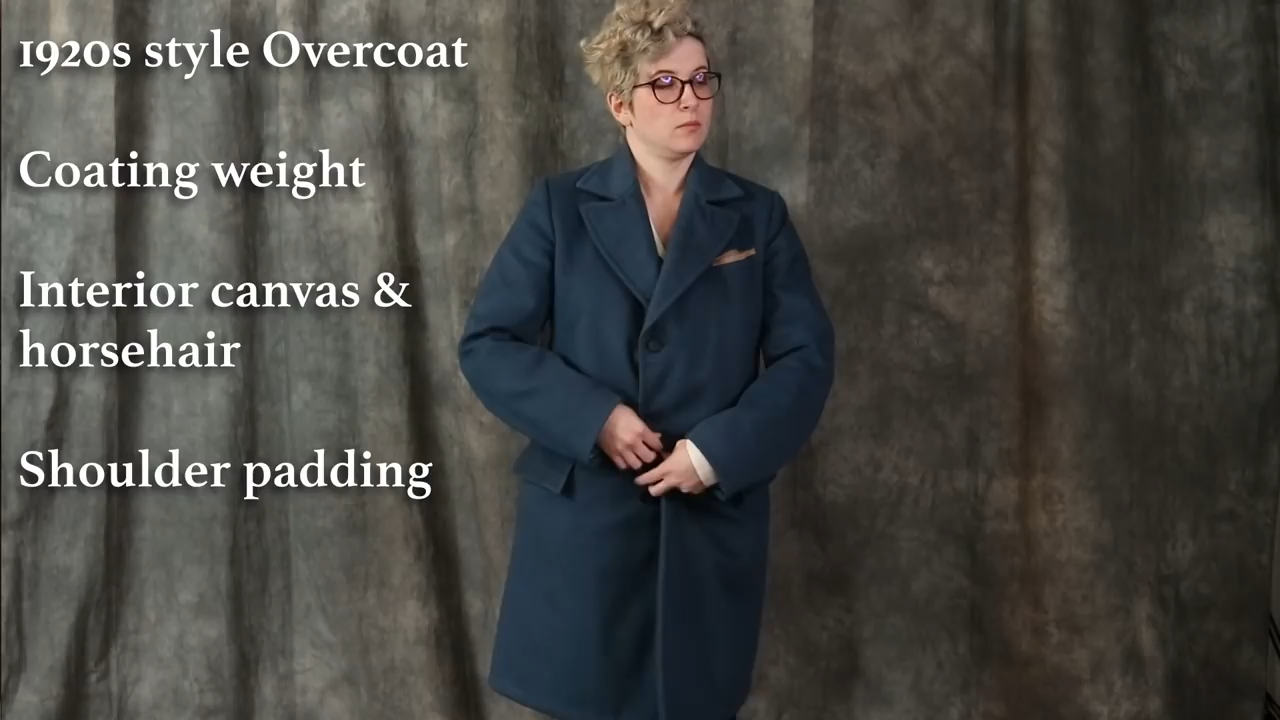 1920s style Overcoat
Coating weight
Interior canvas &
horsehair
Shoulder padding